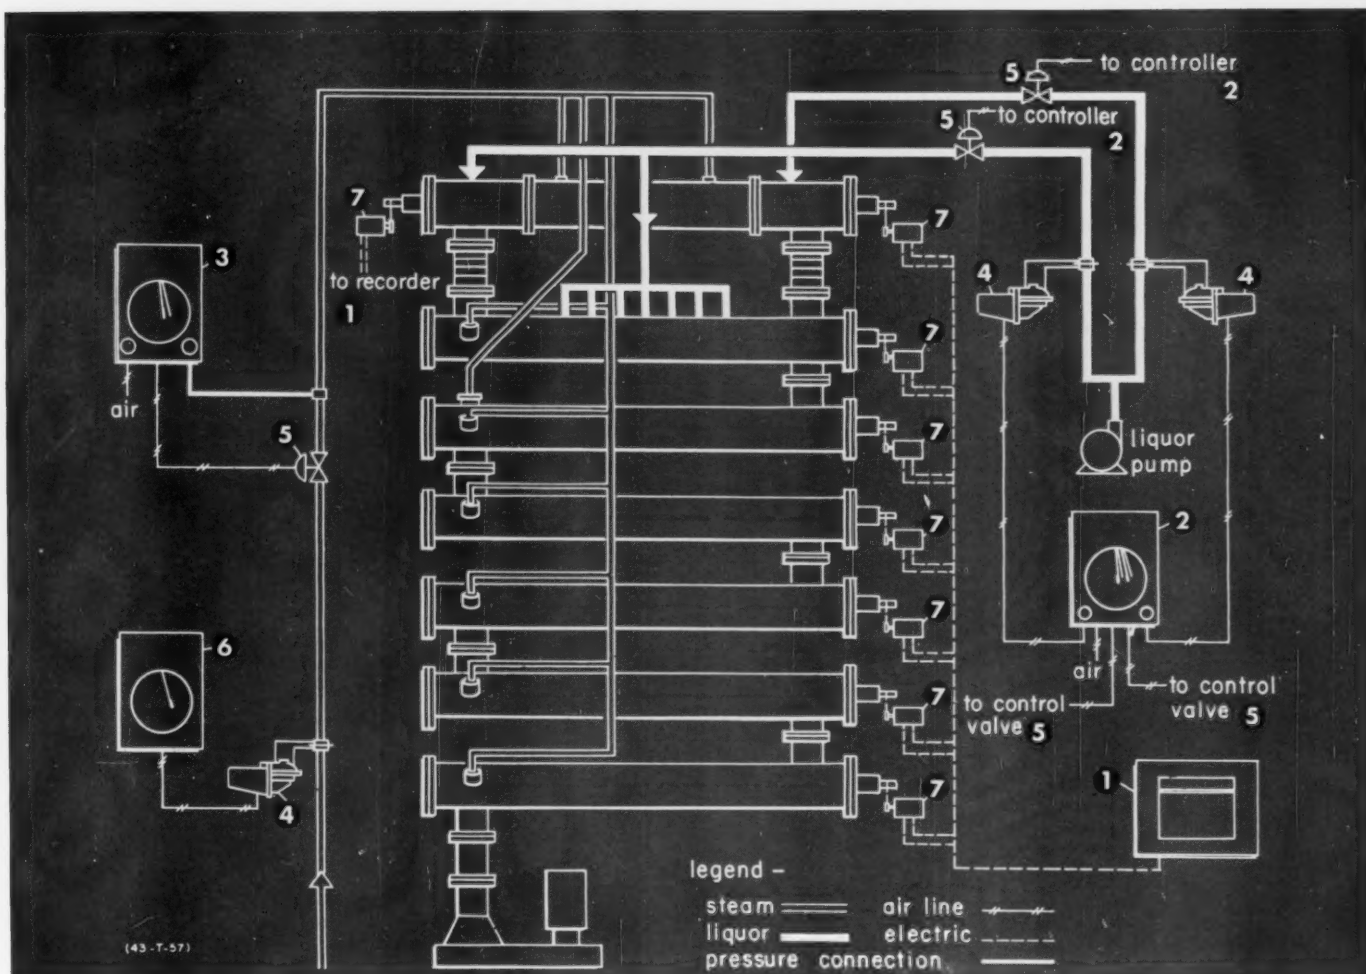 5
to controller
2
5
to controller
2
7
7
3
to recorder
1
4
4
7
air
5
7
liquor
pump
7
2
7
6
air
to control
valve 5
to control
valve 5
7
1
7
4
legend -
steam
air line
liquor
electric
pressure connection
(43-T-57)